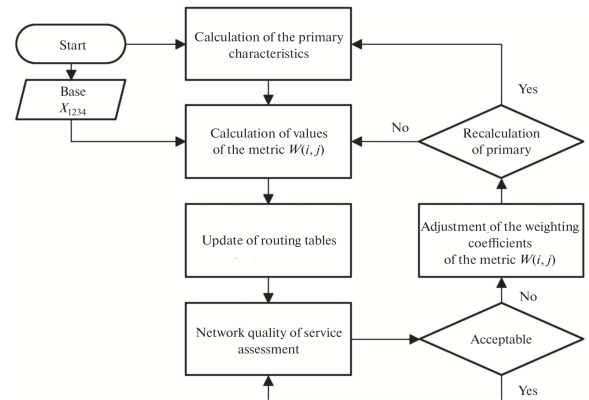 Start
Calculation of the primary
characteristics
Base
X1234
Yes
Calculation of values
of the metric W(i, j)
No
Recalculation
of primary
Update of routing tables
Adjustment of the weighting
coefficients
of the metric W(i, j)
No
Network quality of service
assessment
Acceptable
Yes